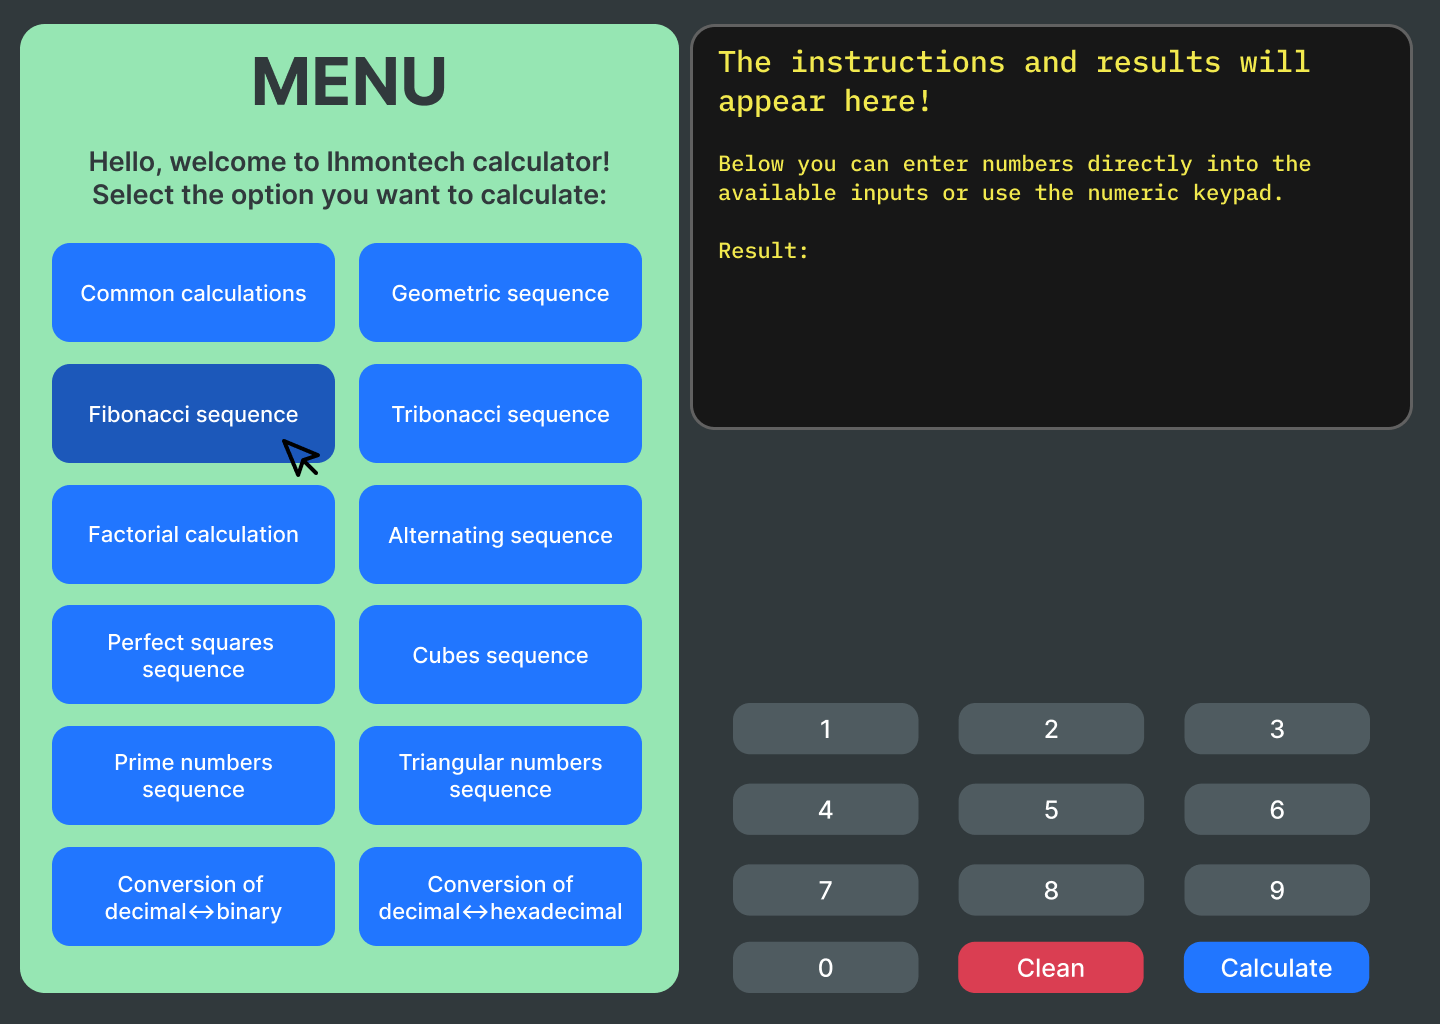 MENU
Hello, welcome to lhmontech calculator!
Select the option you want to calculate:
Common calculations
Geometric sequence
Fibonacci sequence
Tribonacci sequence
Factorial calculation
Alternating sequence
Perfect squares
sequence
Cubes sequence
Prime numbers
sequence
Triangular numbers
sequence
Conversion of
decimal↔binary
Conversion of
decimal↔hexadecimal
The instructions and results will
appear here!
Below you can enter numbers directly into the
available inputs or use the numeric keypad.
Result:
1
2
3
4
5
6
7
8
9
0
Clean
Calculate